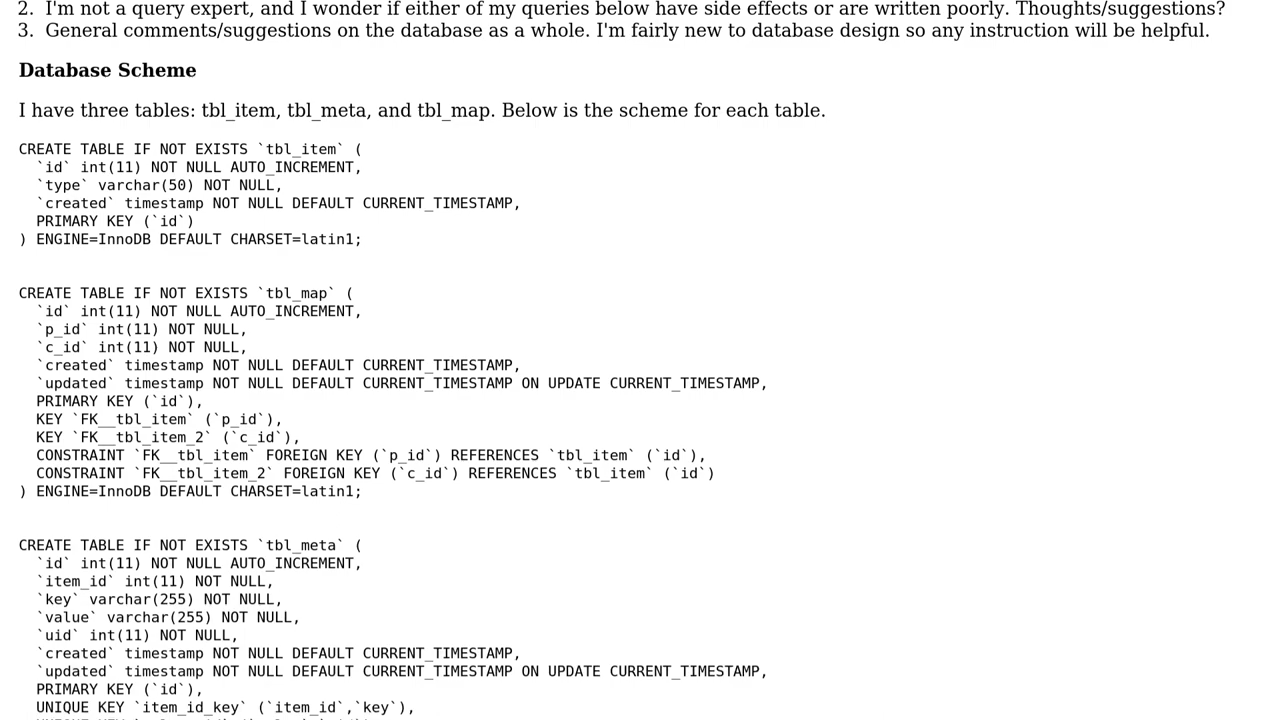 2. I'm not a query expert, and I wonder if either of my queries below have side effects or are written poorly. Thoughts/suggestions?
3. General comments/suggestions on the database as a whole. I'm fairly new to database design so any instruction will be helpful.
Database Scheme
I have three tables: tbl_item, tbl_meta, and tbl_map. Below is the scheme for each table.
CREATE TABLE IF NOT EXISTS `tbl_item` (
  `id` int(11) NOT NULL AUTO_INCREMENT,
  `type` varchar(50) NOT NULL,
  `created` timestamp NOT NULL DEFAULT CURRENT_TIMESTAMP,
  PRIMARY KEY (`id`)
) ENGINE=InnoDB DEFAULT CHARSET=latin1;
CREATE TABLE IF NOT EXISTS `tbl_map` (
  `id` int(11) NOT NULL AUTO_INCREMENT,
  `p_id` int(11) NOT NULL,
  `c_id` int(11) NOT NULL,
  `created` timestamp NOT NULL DEFAULT CURRENT_TIMESTAMP,
  `updated` timestamp NOT NULL DEFAULT CURRENT_TIMESTAMP ON UPDATE CURRENT_TIMESTAMP,
  PRIMARY KEY (`id`),
  KEY `FK__tbl_item` (`p_id`),
  KEY `FK__tbl_item_2` (`c_id`),
  CONSTRAINT `FK__tbl_item` FOREIGN KEY (`p_id`) REFERENCES `tbl_item` (`id`),
  CONSTRAINT `FK__tbl_item_2` FOREIGN KEY (`c_id`) REFERENCES `tbl_item` (`id`)
) ENGINE=InnoDB DEFAULT CHARSET=latin1;
CREATE TABLE IF NOT EXISTS `tbl_meta` (
  `id` int(11) NOT NULL AUTO_INCREMENT,
  `item_id` int(11) NOT NULL,
  `key` varchar(255) NOT NULL,
  `value` varchar(255) NOT NULL,
  `uid` int(11) NOT NULL,
  `created` timestamp NOT NULL DEFAULT CURRENT_TIMESTAMP,
  `updated` timestamp NOT NULL DEFAULT CURRENT_TIMESTAMP ON UPDATE CURRENT_TIMESTAMP,
  PRIMARY KEY (`id`),
  UNIQUE KEY `item_id_key` (`item_id`,`key`),